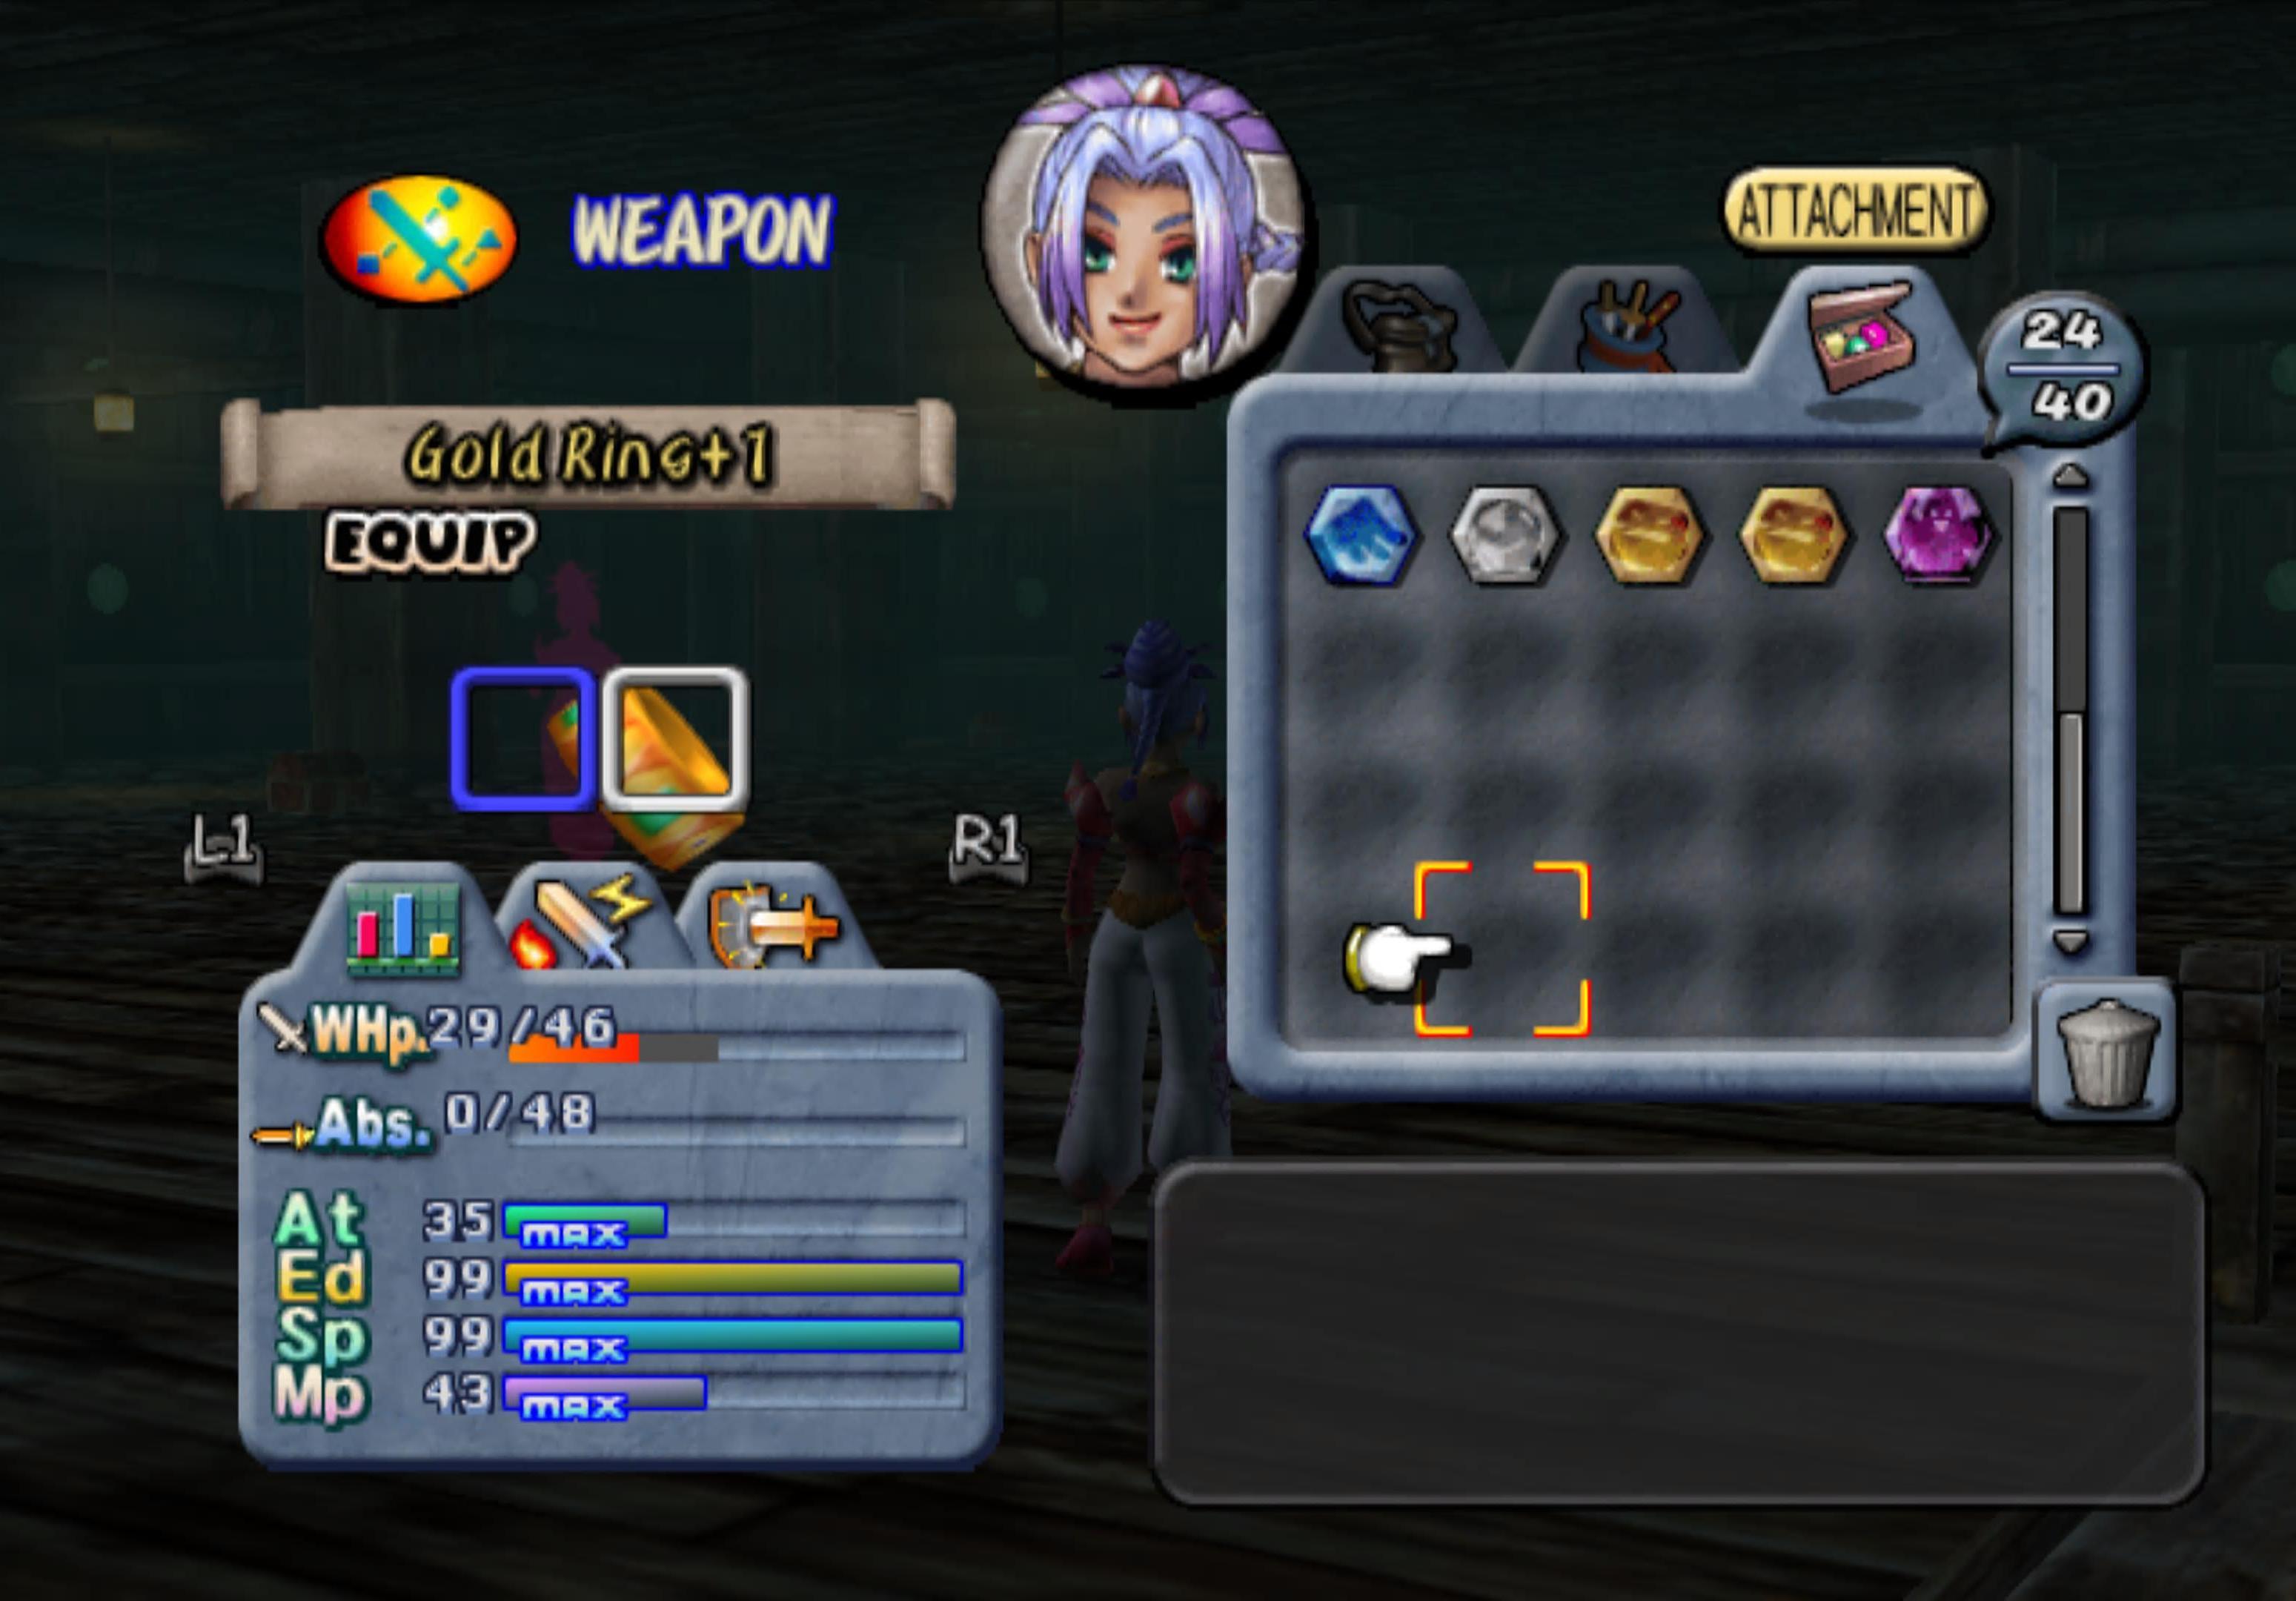 WEAPON
ATTACHMENT
24
40
Gold Ring+1
EQUIP
L1
R1
WHp. 29/46
Abs. 0/48
At 35 max
Ed 99 max
Sp 99 max
Mp 43 max